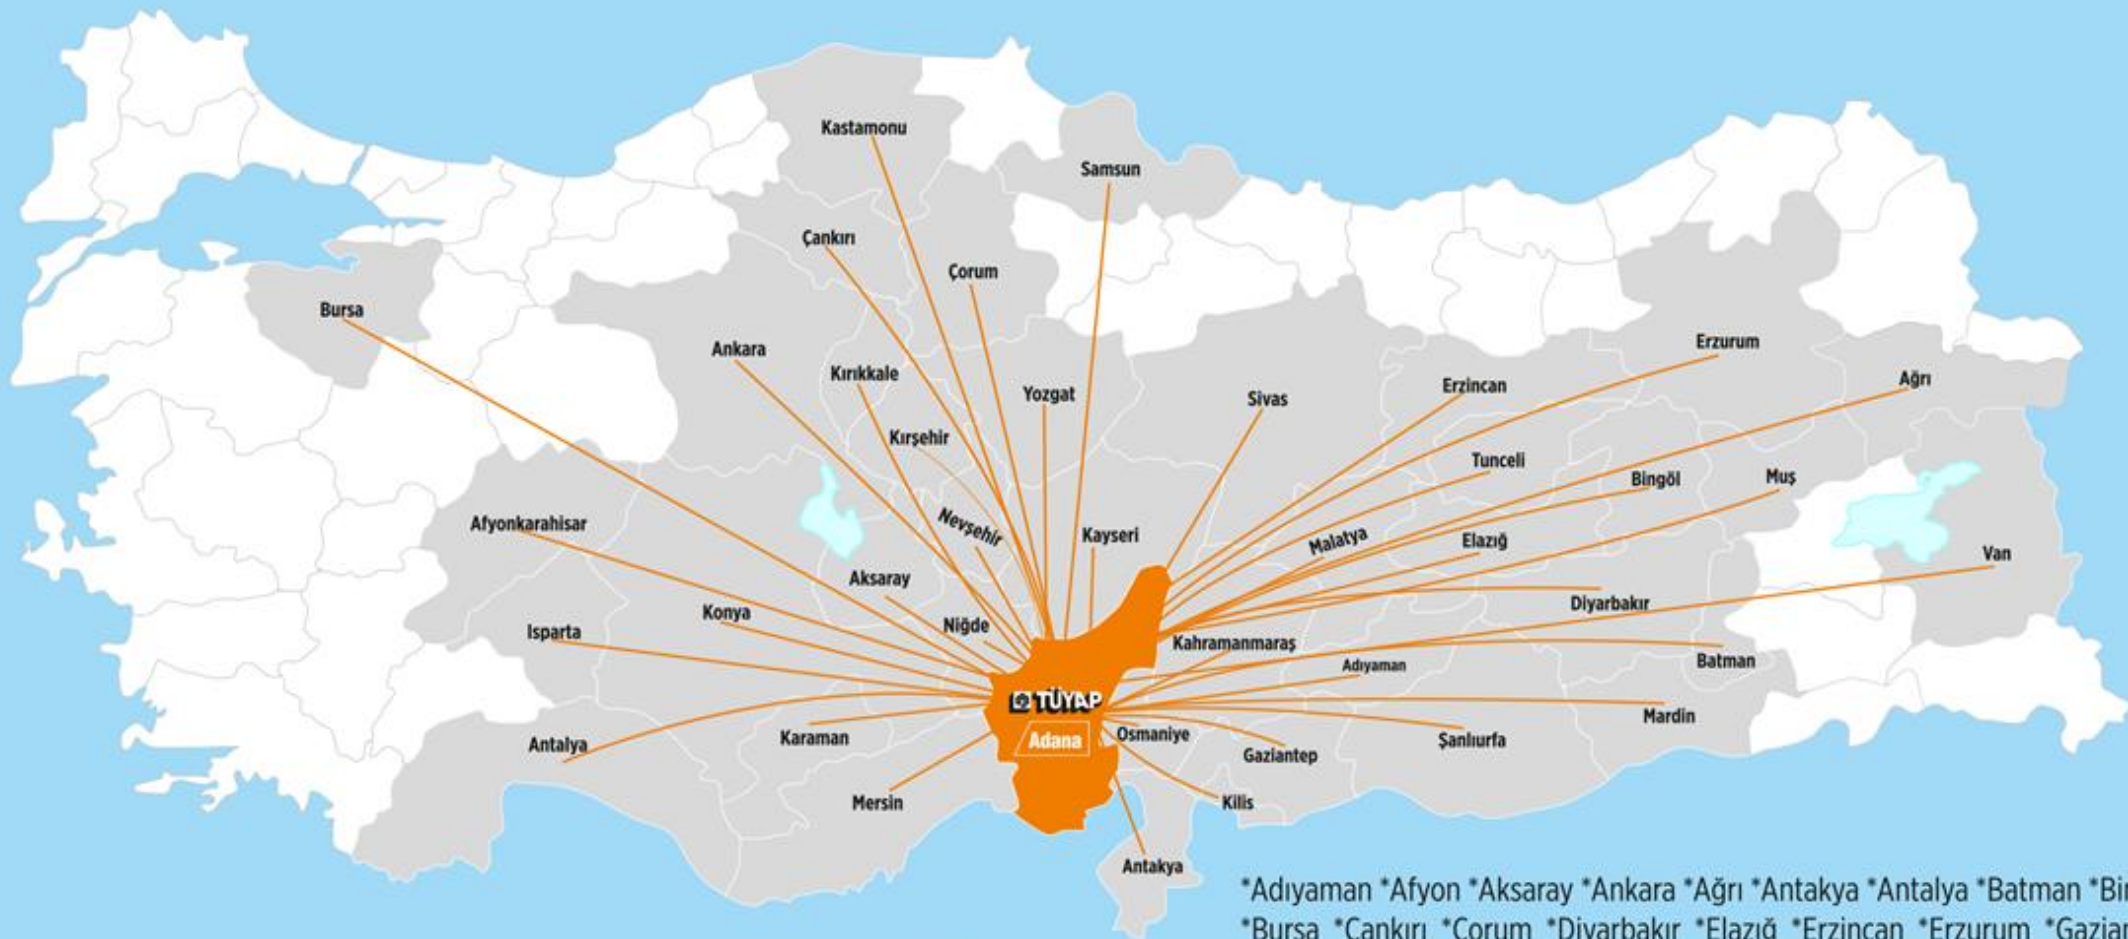 Kastamonu
Samsun
Çankırı
Çorum
Bursa
Ankara
Erzurum
Kırıkkale
Ağrı
Erzincan
Yozgat
Sivas
Kırşehir
Tunceli
Bingöl
Muş
Afyonkarahisar
Nevşehir
Kayseri
Malatya
Elazığ
Van
Aksaray
Diyarbakır
Konya
Niğde
Isparta
Kahramanmaraş
Adıyaman
Batman
TÜYAP
Mardin
Antalya
Karaman
Adana
Osmaniye
Şanlıurfa
Gaziantep
Mersin
Kilis
Antakya
*Adıyaman *Afyon *Aksaray *Ankara *Ağrı *Antakya *Antalya *Batman
*Bursa *Çankırı *Çorum *Diyarbakır *Elazığ *Erzincan *Erzurum